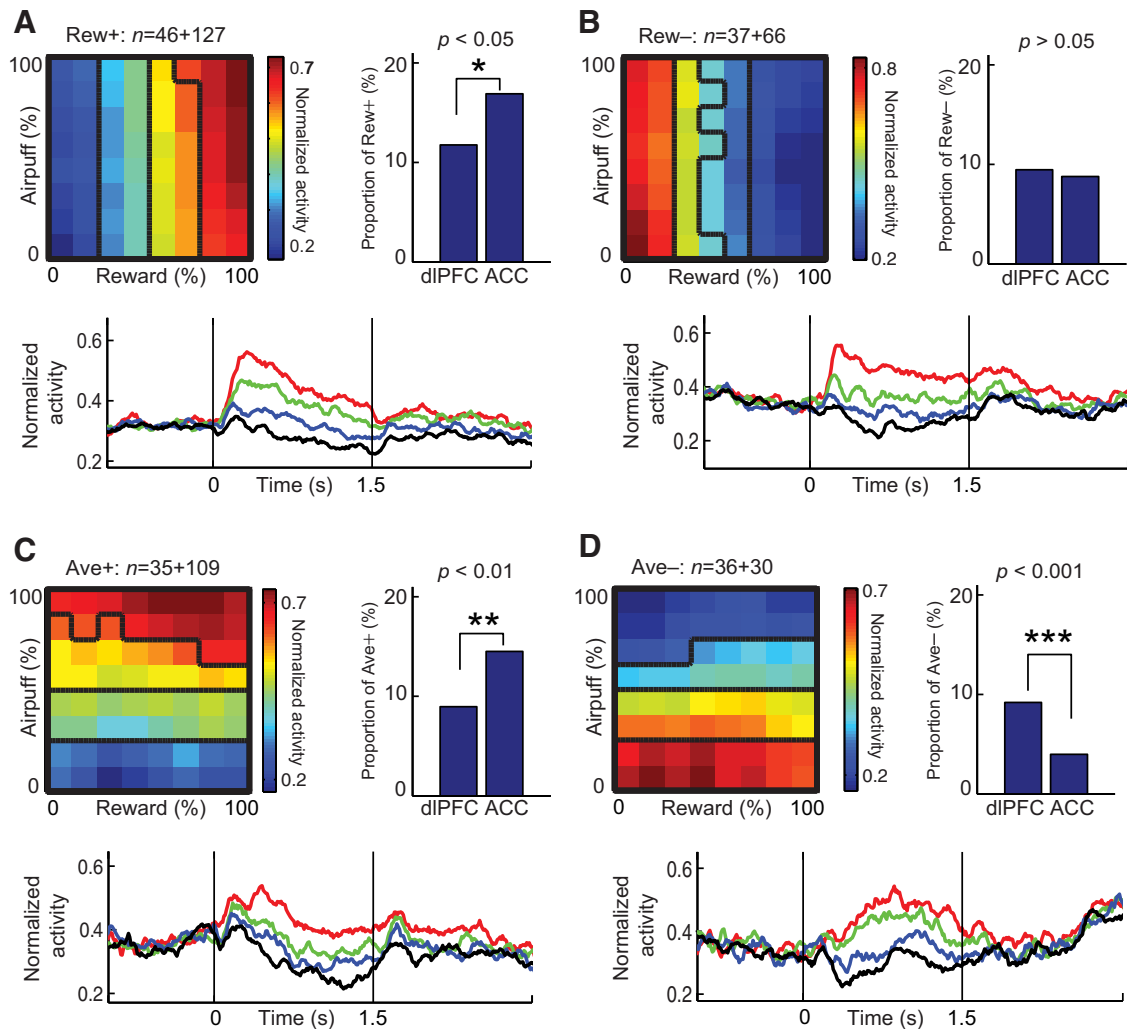 A
Rew+: n=46+127
100
Airpuff (%)
0
0
Reward (%)
100
0.7
Normalized activity
0.2
p < 0.05
*
20
Proportion of Rew+ (%)
10
0
dlPFC ACC
0.6
Normalized
activity
0.4
0.2
0
Time (s)
1.5
B
Rew–: n=37+66
100
Airpuff (%)
0
0
Reward (%)
100
0.8
Normalized activity
0.2
p > 0.05
20
Proportion of Rew– (%)
10
0
dlPFC ACC
0.6
Normalized
activity
0.4
0.2
0
Time (s)
1.5
C
Ave+: n=35+109
100
Airpuff (%)
0
0
Reward (%)
100
0.7
Normalized activity
0.2
p < 0.01
**
20
Proportion of Ave+ (%)
10
0
dlPFC ACC
0.6
Normalized
activity
0.4
0.2
0
Time (s)
1.5
D
Ave–: n=36+30
100
Airpuff (%)
0
0
Reward (%)
100
0.7
Normalized activity
0.2
p < 0.001
***
20
Proportion of Ave– (%)
10
0
dlPFC ACC
0.6
Normalized
activity
0.4
0.2
0
Time (s)
1.5